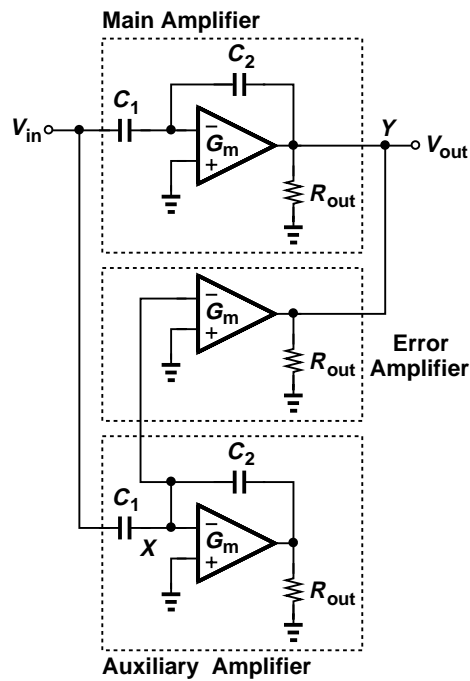 Main Amplifier
C2
C1
Vin
−
Gm
+
Y
Vout
Rout
−
Gm
+
Rout
Error
Amplifier
C2
C1
X
−
Gm
+
Rout
Auxiliary Amplifier